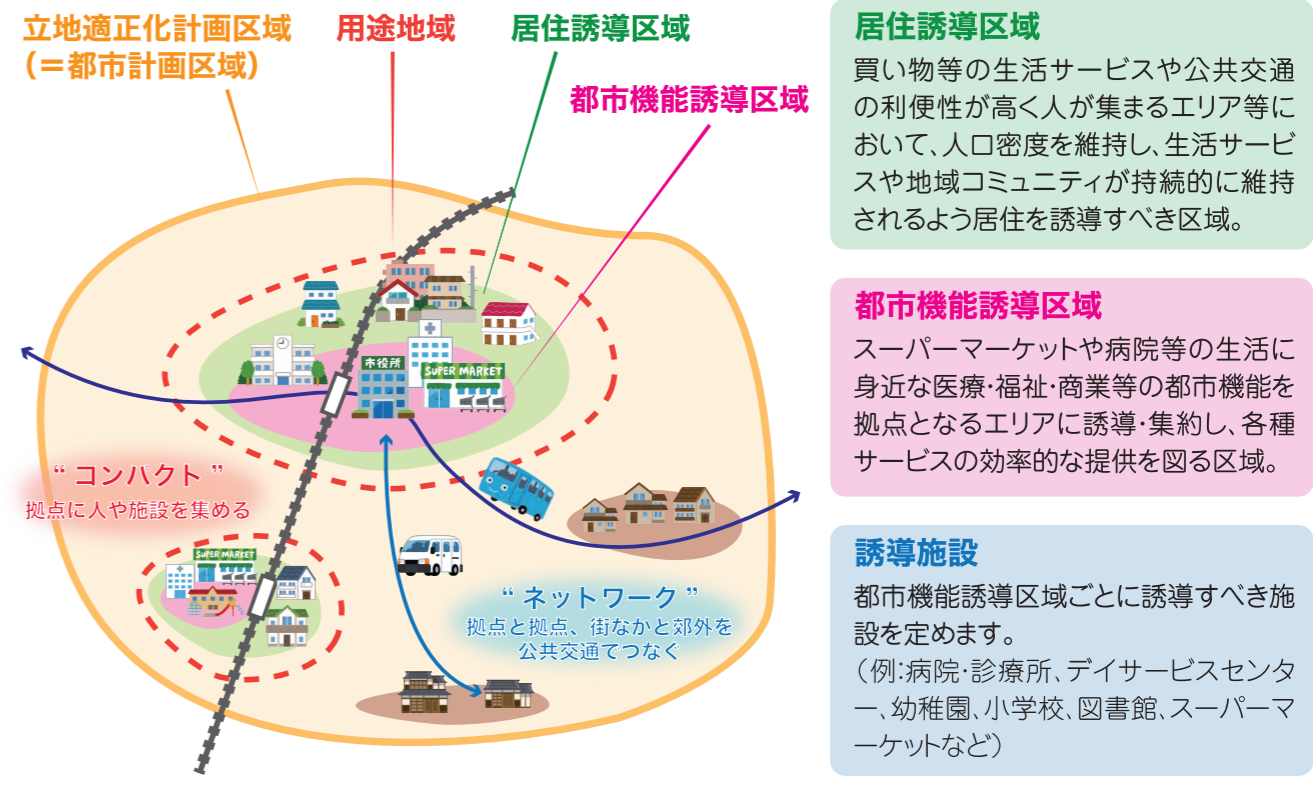 立地適正化計画区域
（＝都市計画区域）
用途地域
居住誘導区域
都市機能誘導区域
市役所
SUPER MARKET
“ コンパクト ”
拠点に人や施設を集める
SUPER MARKET
“ ネットワーク ”
拠点と拠点、街なかと郊外を
公共交通でつなぐ
居住誘導区域
買い物等の生活サービスや公共交通
の利便性が高く人が集まるエリア等に
おいて、人口密度を維持し、生活サービ
スや地域コミュニティが持続的に維持
されるよう居住を誘導すべき区域。
都市機能誘導区域
スーパーマーケットや病院等の生活に
身近な医療・福祉・商業等の都市機能を
拠点となるエリアに誘導・集約し、各種
サービスの効率的な提供を図る区域。
誘導施設
都市機能誘導区域ごとに誘導すべき施
設を定めます。
（例：病院・診療所、デイサービスセンタ
ー、幼稚園、小学校、図書館、スーパーマ
ーケットなど）